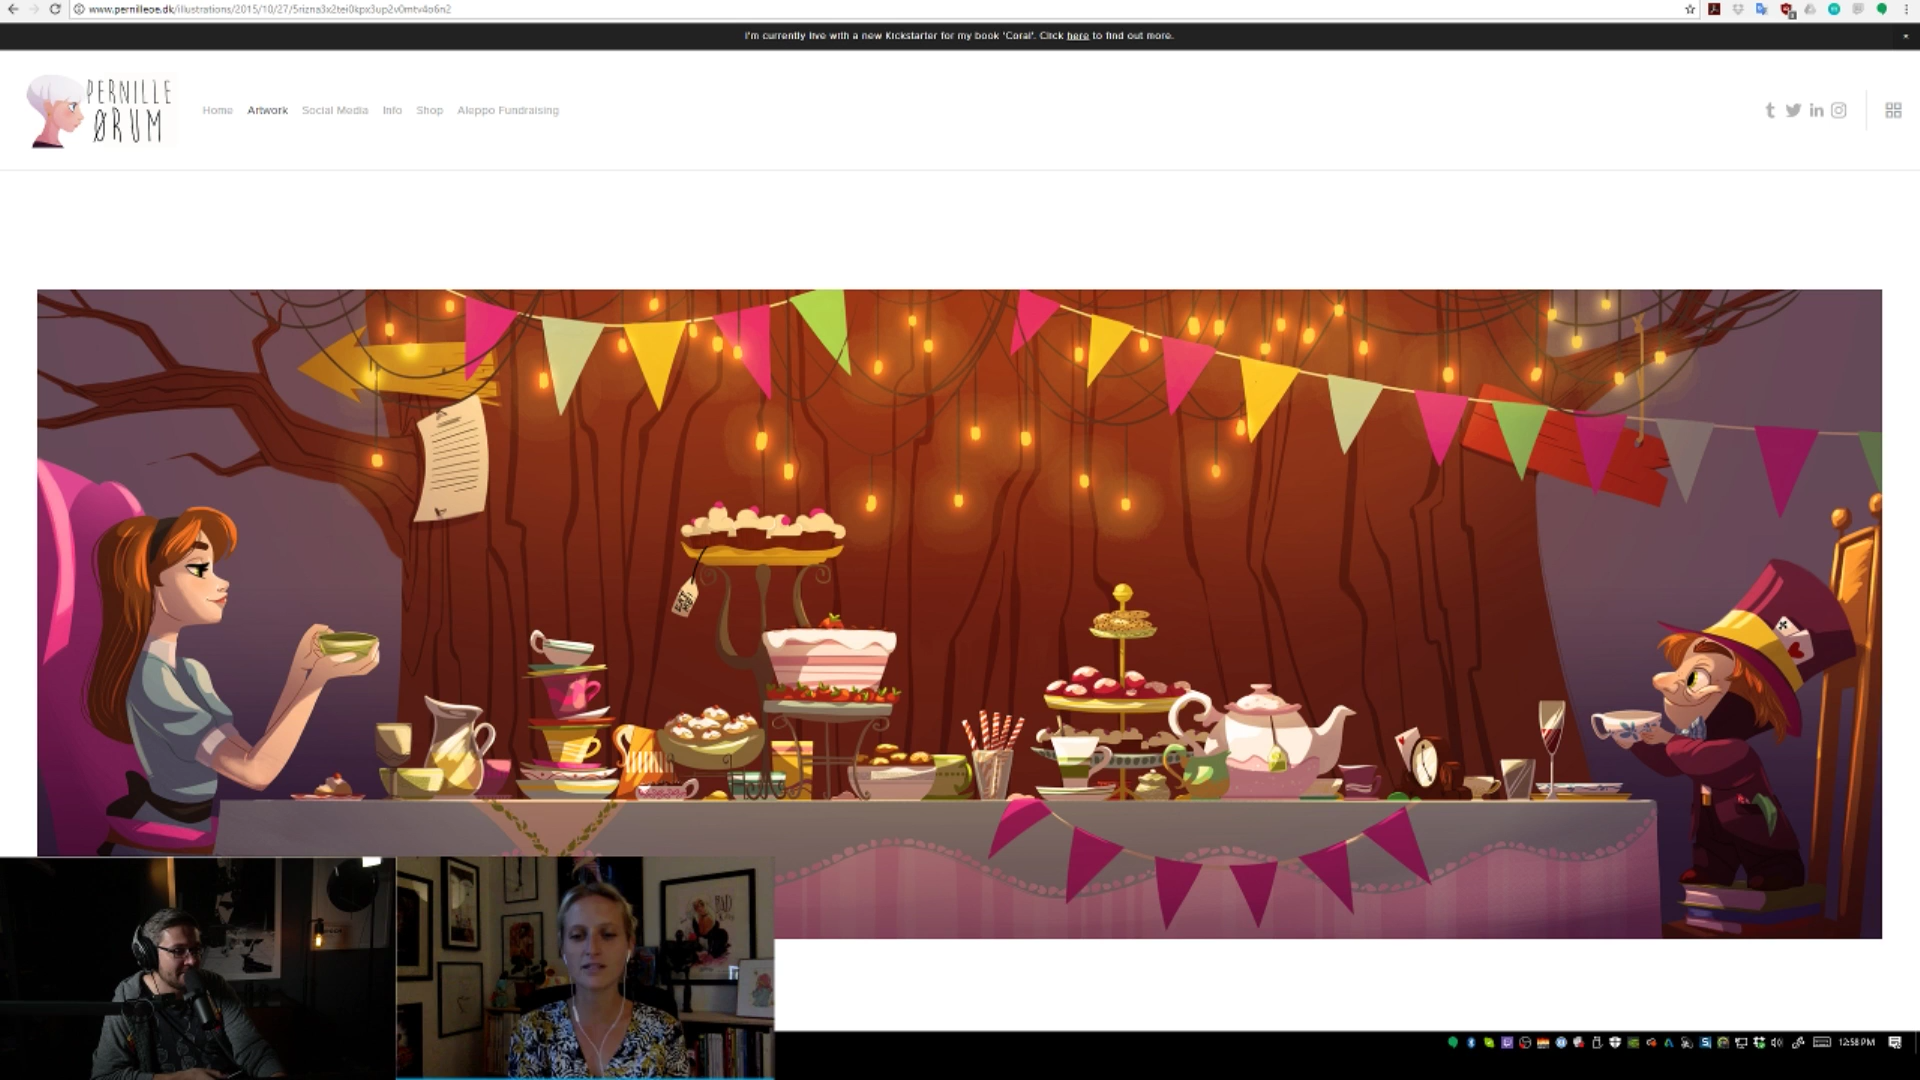 www.pernilleoe.dk/illustrations/2015/10/27/5rizna3x2tei0kpx3up2v0mtv4o6n2
I'm currently live with a new Kickstarter for my book 'Coral'. Click here to find out more.
PERNILLE
ØRUM
Home Artwork Social Media Info Shop Aleppo Fundraising
12:58 PM